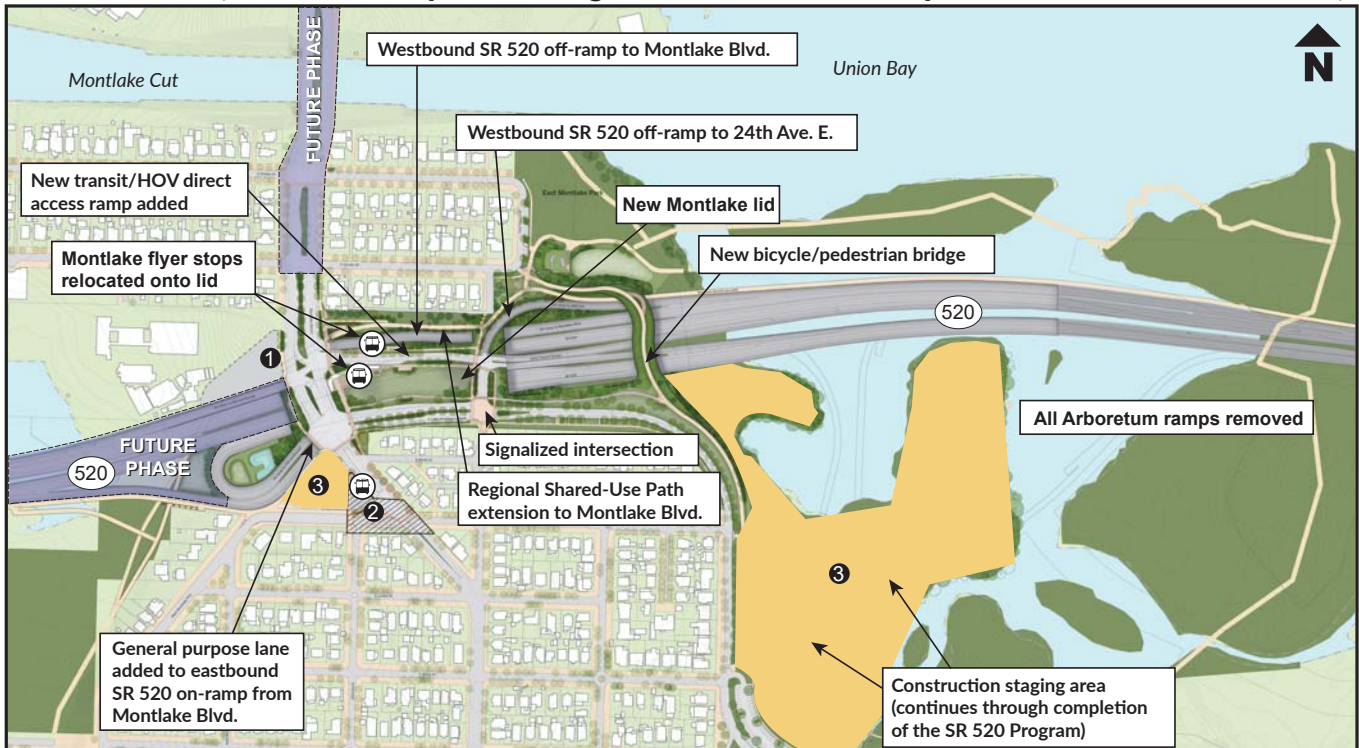 Westbound SR 520 off-ramp to Montlake Blvd.
Montlake Cut
Union Bay
N
FUTURE PHASE
Westbound SR 520 off-ramp to 24th Ave. E.
New transit/HOV direct
access ramp added
East Montlake Park
New Montlake lid
Montlake flyer stops
relocated onto lid
New bicycle/pedestrian bridge
520
1
All Arboretum ramps removed
FUTURE
PHASE
520
Signalized intersection
3
2
Regional Shared-Use Path
extension to Montlake Blvd.
3
General purpose lane
added to eastbound
SR 520 on-ramp from
Montlake Blvd.
Construction staging area
(continues through completion
of the SR 520 Program)